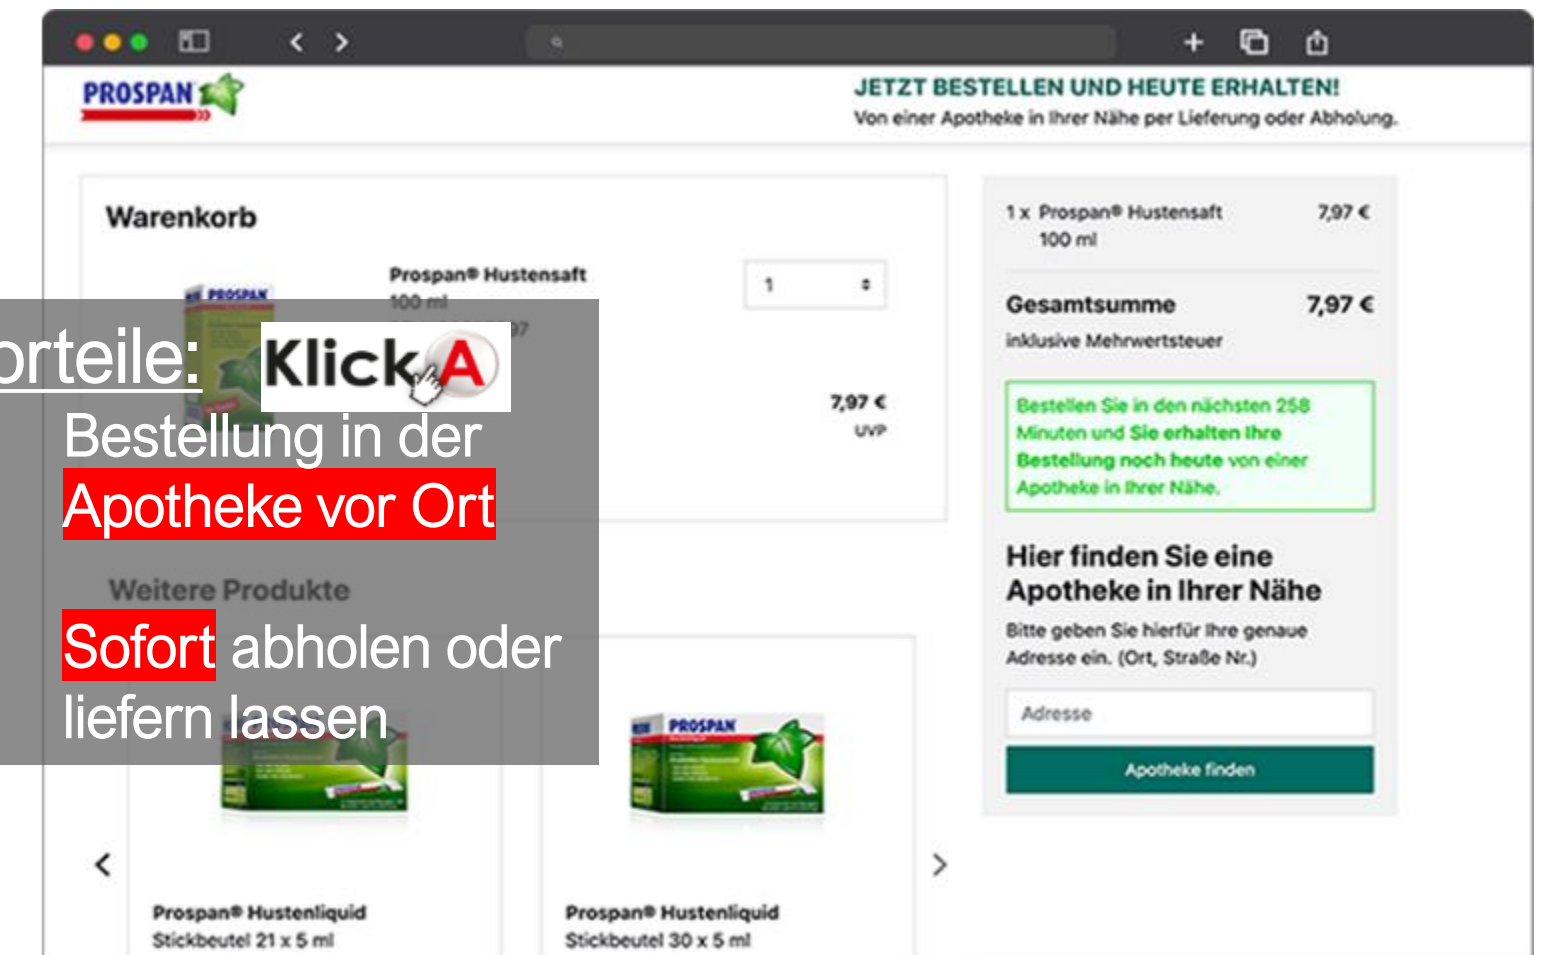 PROSPAN
JETZT BESTELLEN UND HEUTE ERHALTEN!
Von einer Apotheke in Ihrer Nähe per Lieferung oder Abholung.
Warenkorb
Prospan® Hustensaft
100 ml
1
7,97 €
UVP
PROSPAN
orteile:
KlickA
Bestellung in der
Apotheke vor Ort
Sofort abholen oder
liefern lassen
Weitere Produkte
PROSPAN
PROSPAN
Prospan® Hustenliquid
Stickbeutel 21 x 5 ml
Prospan® Hustenliquid
Stickbeutel 30 x 5 ml
1 x Prospan® Hustensaft 7,97 €
100 ml
Gesamtsumme 7,97 €
inklusive Mehrwertsteuer
Bestellen Sie in den nächsten 258
Minuten und Sie erhalten Ihre
Bestellung noch heute von einer
Apotheke in Ihrer Nähe.
Hier finden Sie eine
Apotheke in Ihrer Nähe
Bitte geben Sie hierfür Ihre genaue
Adresse ein. (Ort, Straße Nr.)
Adresse
Apotheke finden